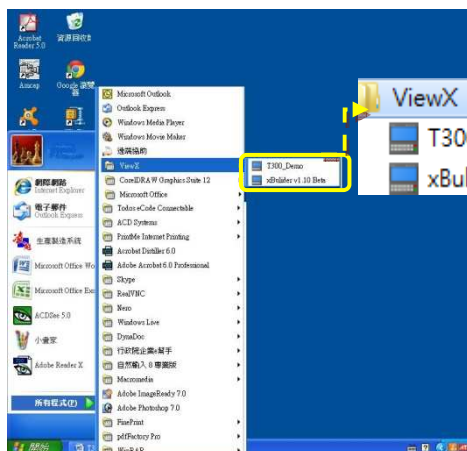 Acrobat
Reader 5.0
資源回收筒
Amcap
Google 瀏覽
器
網際網路
Internet Explorer
電子郵件
Outlook Express
生產製造系統
Microsoft Office Wo
Microsoft Office Exc
ACDSee 5.0
小畫家
Adobe Reader X
所有程式(P)
開始
Microsoft Outlook
Outlook Express
Windows Media Player
Windows Movie Maker
遠端協助
ViewX
CorelDRAW Graphics Suite 12
Microsoft Office
TodoseCode Connectable
ACD Systems
PrintMe Internet Printing
Acrobat Distiller 6.0
Adobe Acrobat 6.0 Professional
Skype
RealVNC
Nero
Windows Live
DynaDoc
行政院企業e幫手
自然輸入 8 專業版
Macromedia
Adobe ImageReady 7.0
Adobe Photoshop 7.0
FinePrint
pdfFactory Pro
WinRAR
T300_Demo
xBulider v1.10 Beta
ViewX
T30
xBul